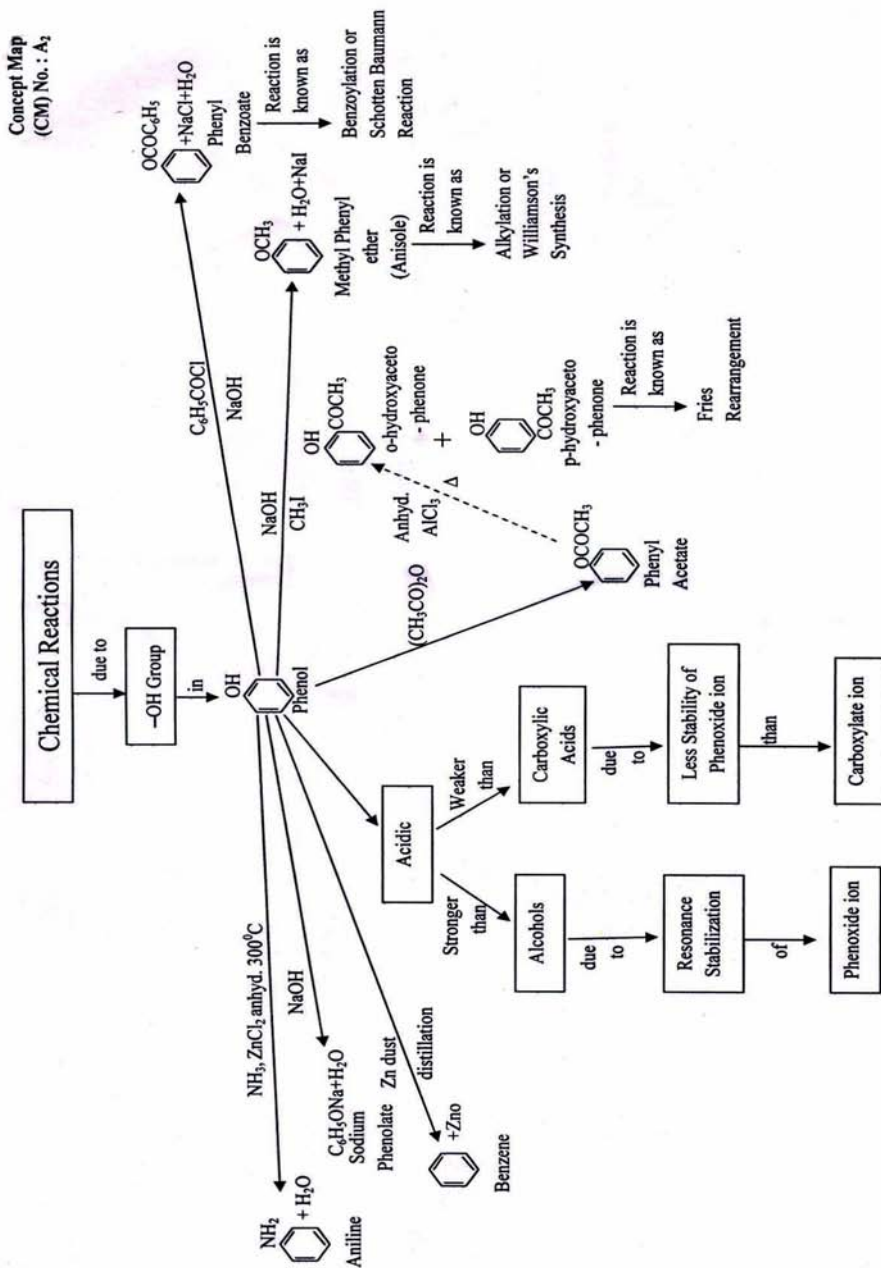 Concept Map
(CM) No. : A₂
Chemical Reactions
due to
–OH Group
in
OH
Phenol
NH₃, ZnCl₂ anhyd. 300⁰C
NH₂
+ H₂O
Aniline
NaOH
C₆H₅ONa+H₂O
Sodium
Phenolate
Zn dust
distillation
+Zno
Benzene
Acidic
Stronger
than
Alcohols
due
to
Resonance
Stabilization
of
Phenoxide ion
Weaker
than
Carboxylic
Acids
due
to
Less Stability of
Phenoxide ion
than
Carboxylate ion
(CH₃CO)₂O
OCOCH₃
Phenyl
Acetate
Anhyd.
AlCl₃
Δ
OH
COCH₃
o-hydroxyaceto
- phenone
+
OH
COCH₃
p-hydroxyaceto
- phenone
Reaction is
known as
Fries
Rearrangement
NaOH
CH₃I
OCH₃
+ H₂O+NaI
Methyl Phenyl
ether
(Anisole)
Reaction is
known as
Alkylation or
Williamson's
Synthesis
C₆H₅COCl
NaOH
OCOC₆H₅
+NaCl+H₂O
Phenyl
Benzoate
Reaction is
known as
Benzoylation or
Schotten Baumann
Reaction